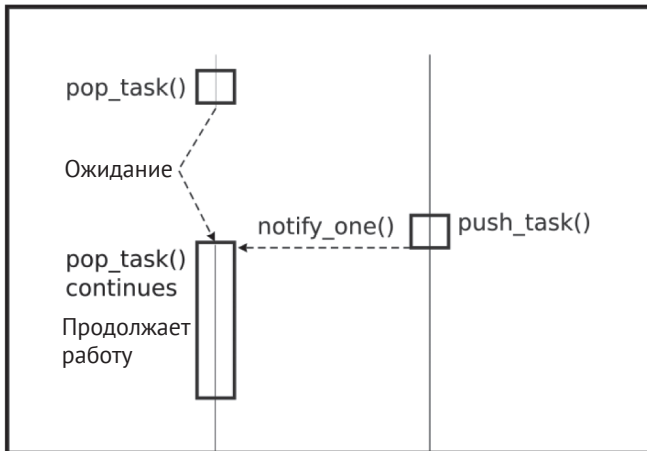 pop_task()
Ожидание
notify_one()
push_task()
pop_task()
continues
Продолжает
работу